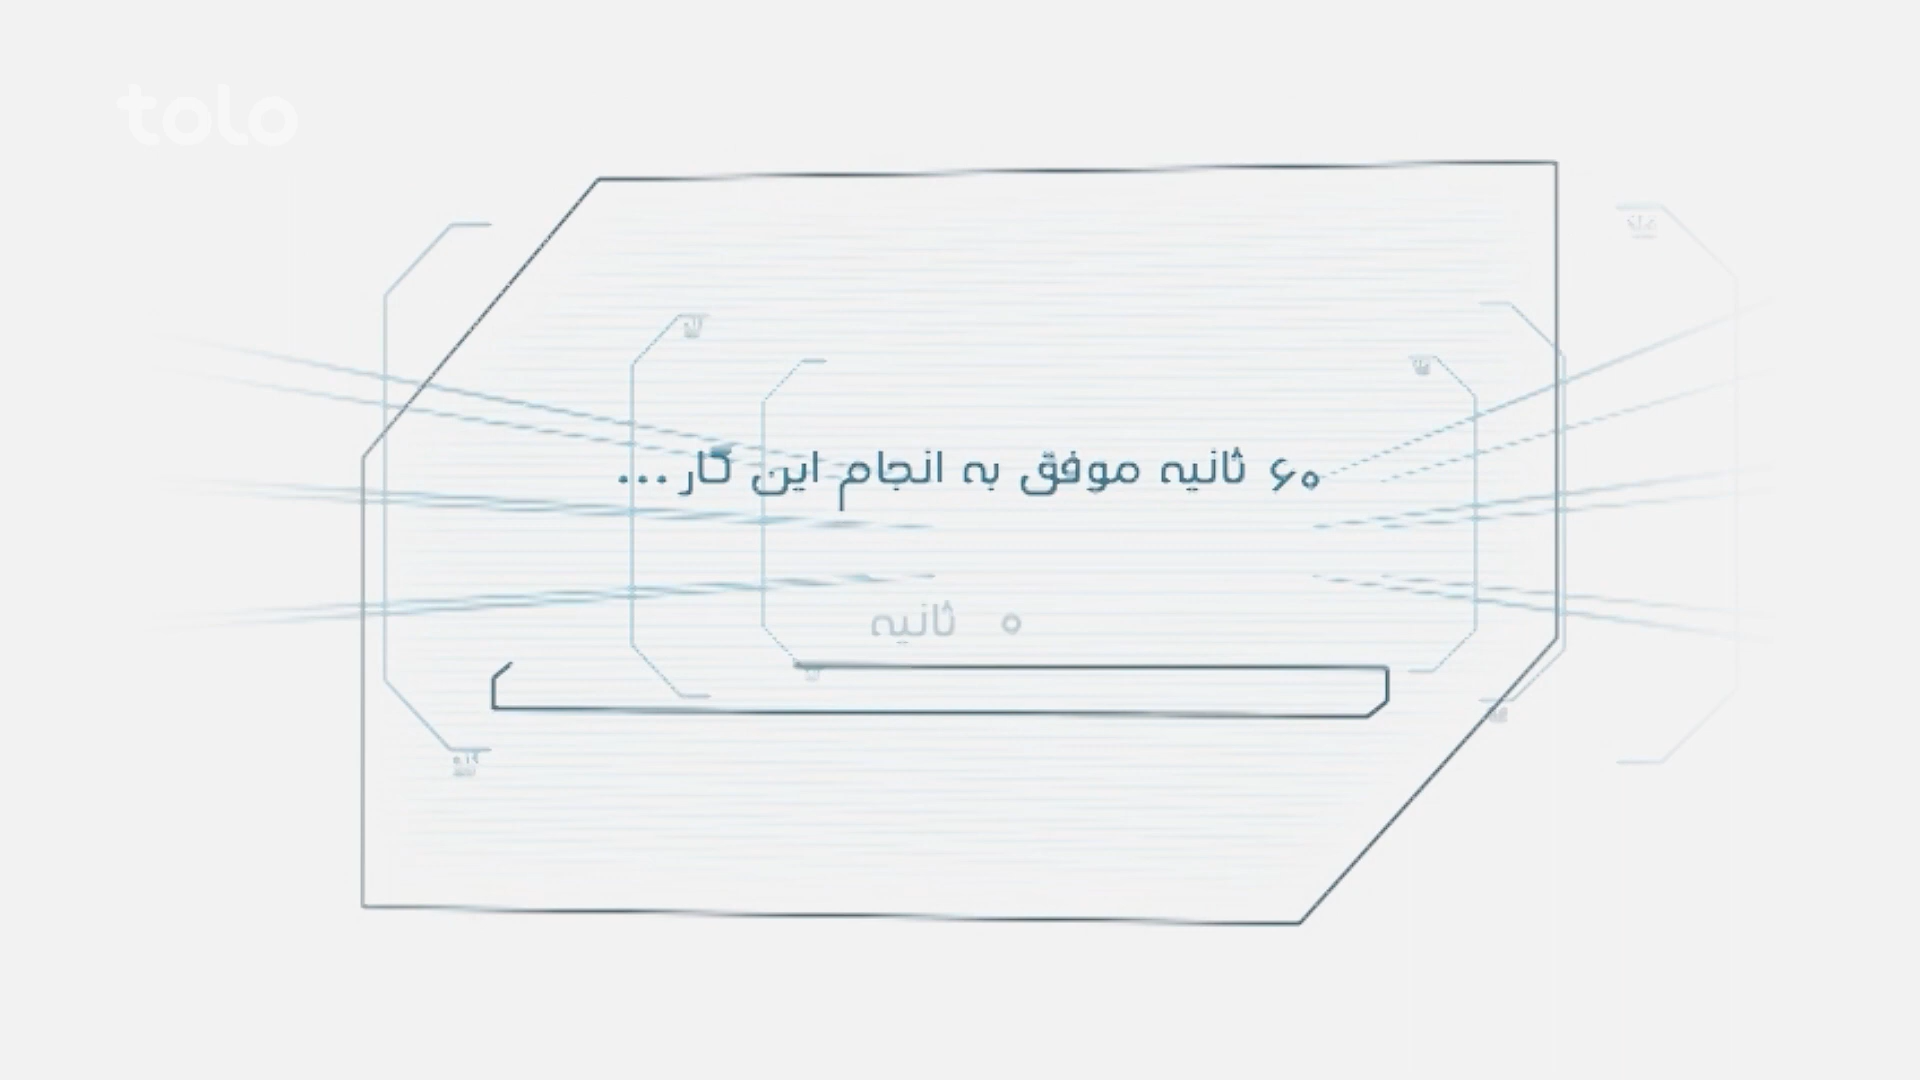 tolo
۶۰ ثانیه موفق به انجام این کار ...
۰ ثانیه